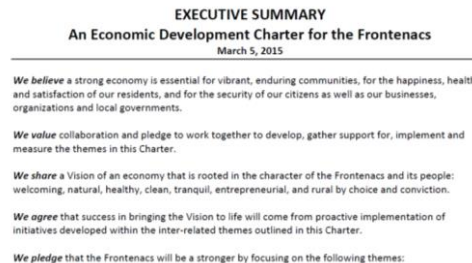 EXECUTIVE SUMMARY
An Economic Development Charter for the Frontenacs
March 5, 2015
We believe a strong economy is essential for vibrant, enduring communities, for the happiness, healt
and satisfaction of our residents, and for the security of our citizens as well as our businesses,
organizations and local governments.
We value collaboration and pledge to work together to develop, gather support for, implement and
measure the themes in this Charter.
We share a Vision of an economy that is rooted in the character of the Frontenacs and its people:
welcoming, natural, healthy, clean, tranquil, entrepreneurial, and rural by choice and conviction.
We agree that success in bringing the Vision to life will come from proactive implementation of
initiatives developed within the inter-related themes outlined in this Charter.
We pledge that the Frontenacs will be a stronger by focusing on the following themes: